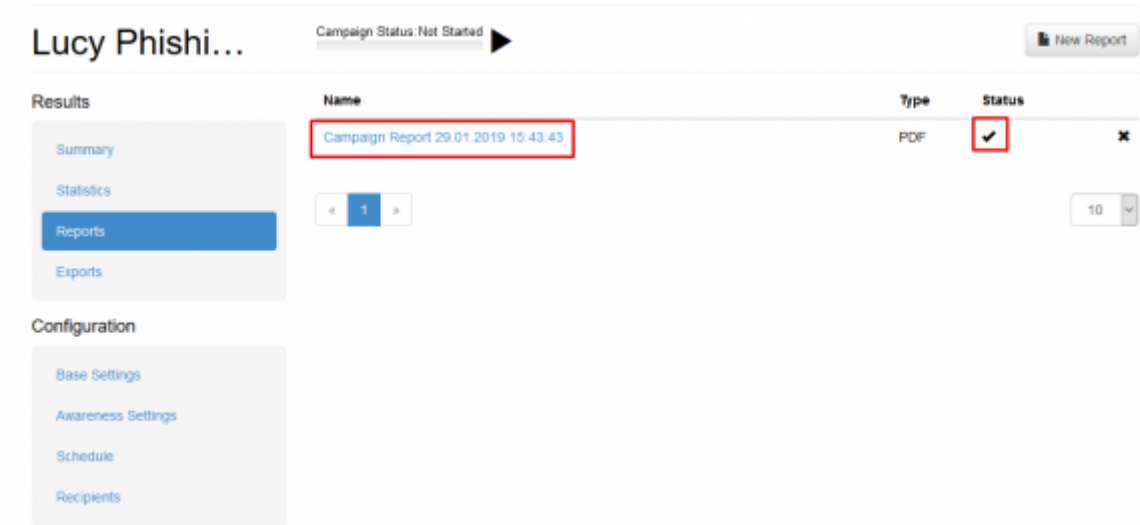 Lucy Phishi...
Campaign Status:Not Started
New Report
Results
Summary
Statistics
Reports
Exports
Configuration
Base Settings
Awareness Settings
Schedule
Recipients
Name Type Status
Campaign Report 29.01.2019 15:43:43 PDF
« 1 »
10